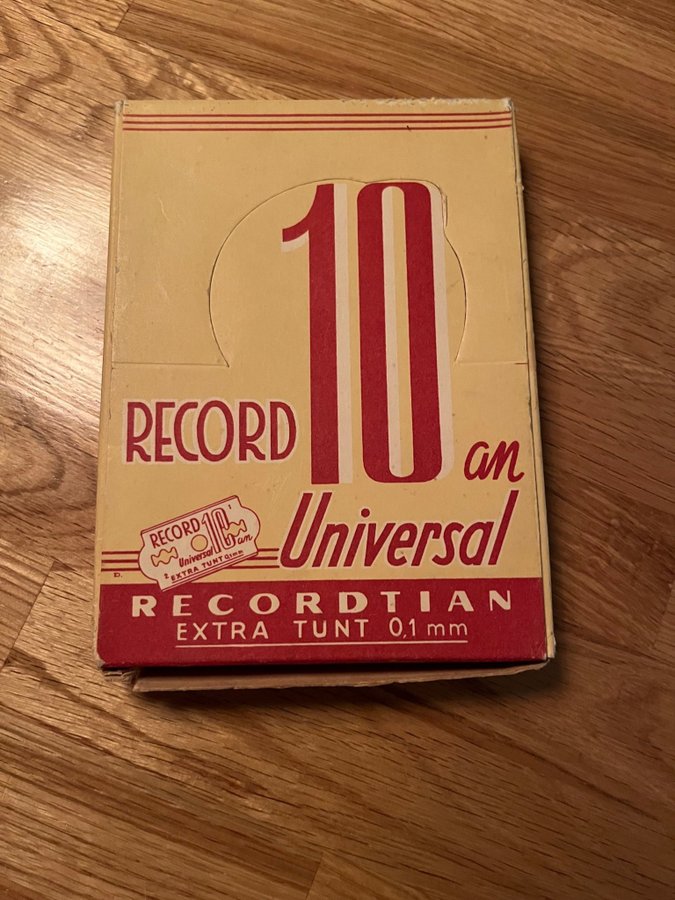 RECORD 10 an
Universal
RECORD 10 an
Universal 0,1 mm
EXTRA TUNT
D.
RECORDTIAN
EXTRA TUNT 0,1 mm